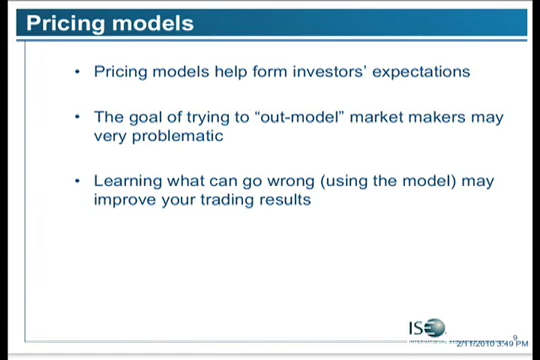 Pricing models
• Pricing models help form investors’ expectations
• The goal of trying to “out-model” market makers may
very problematic
• Learning what can go wrong (using the model) may
improve your trading results
ISE
9
2/11/2010 3:49 PM